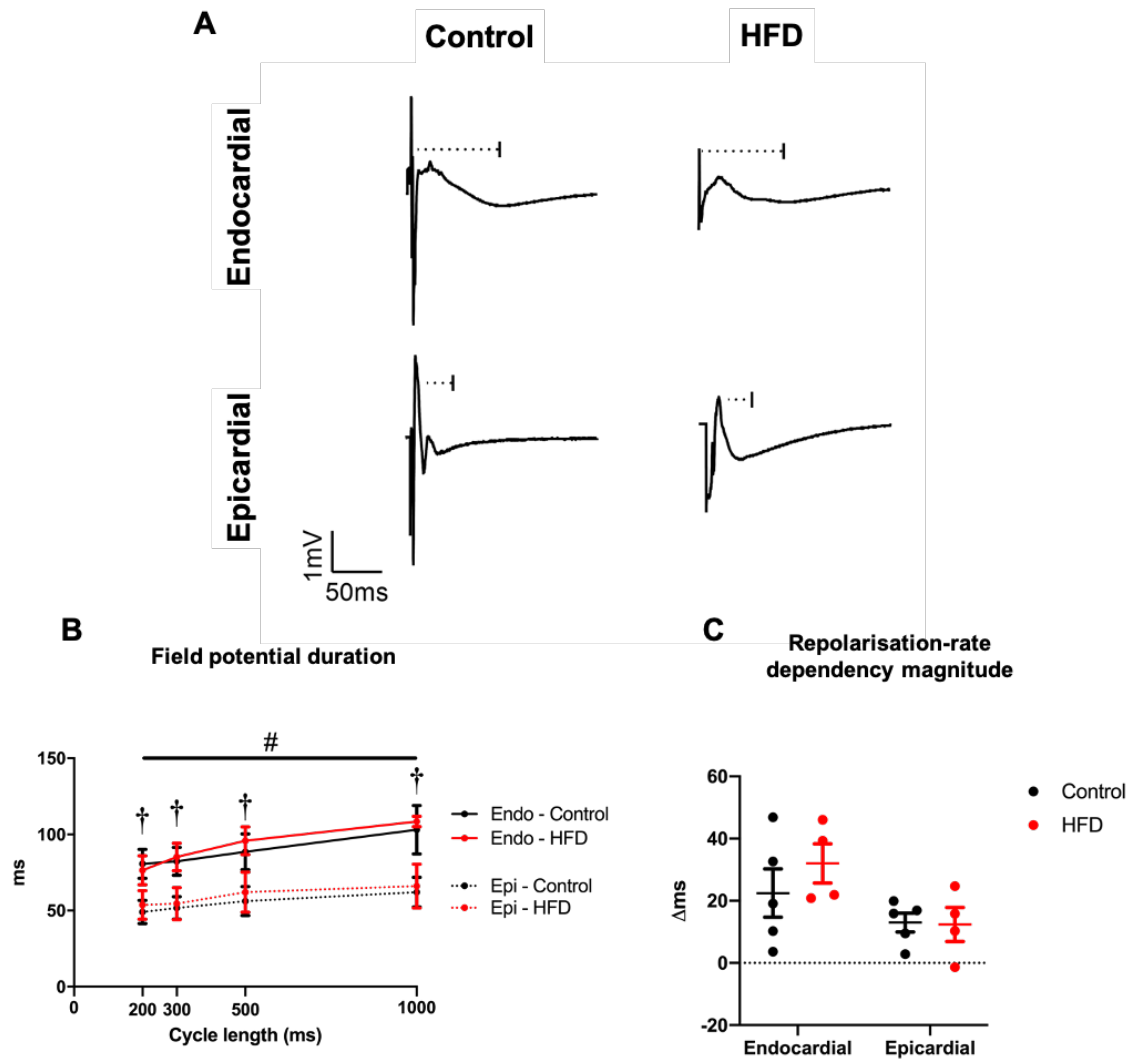 A
Control
HFD
Endocardial
Epicardial
1mV
50ms
B
Field potential duration
#
† † † †
150
100
50
0
ms
0 200 300 500 1000
Cycle length (ms)
Endo - Control
Endo - HFD
Epi - Control
Epi - HFD
C
Repolarisation-rate
dependency magnitude
60
40
20
0
-20
Δms
Endocardial Epicardial
Control
HFD